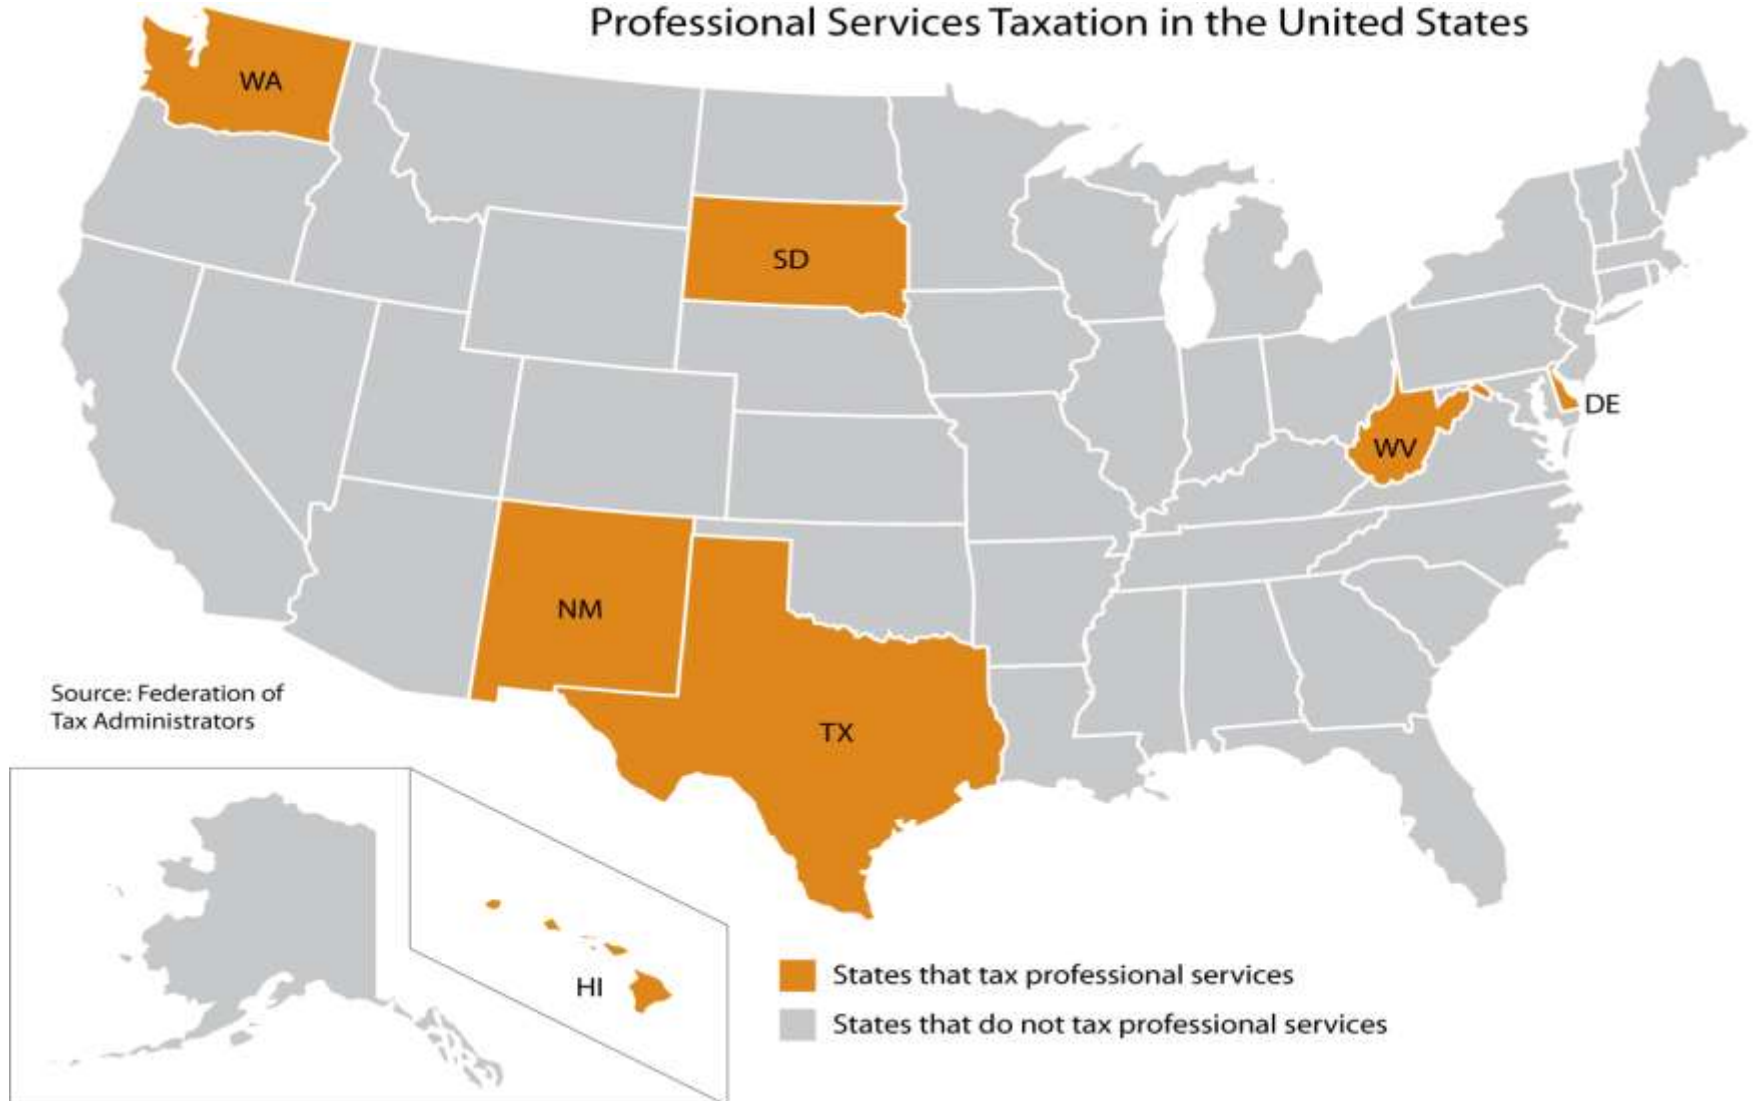 Professional Services Taxation in the United States
WA
SD
DE
WV
NM
TX
Source: Federation of
Tax Administrators
HI
States that tax professional services
States that do not tax professional services